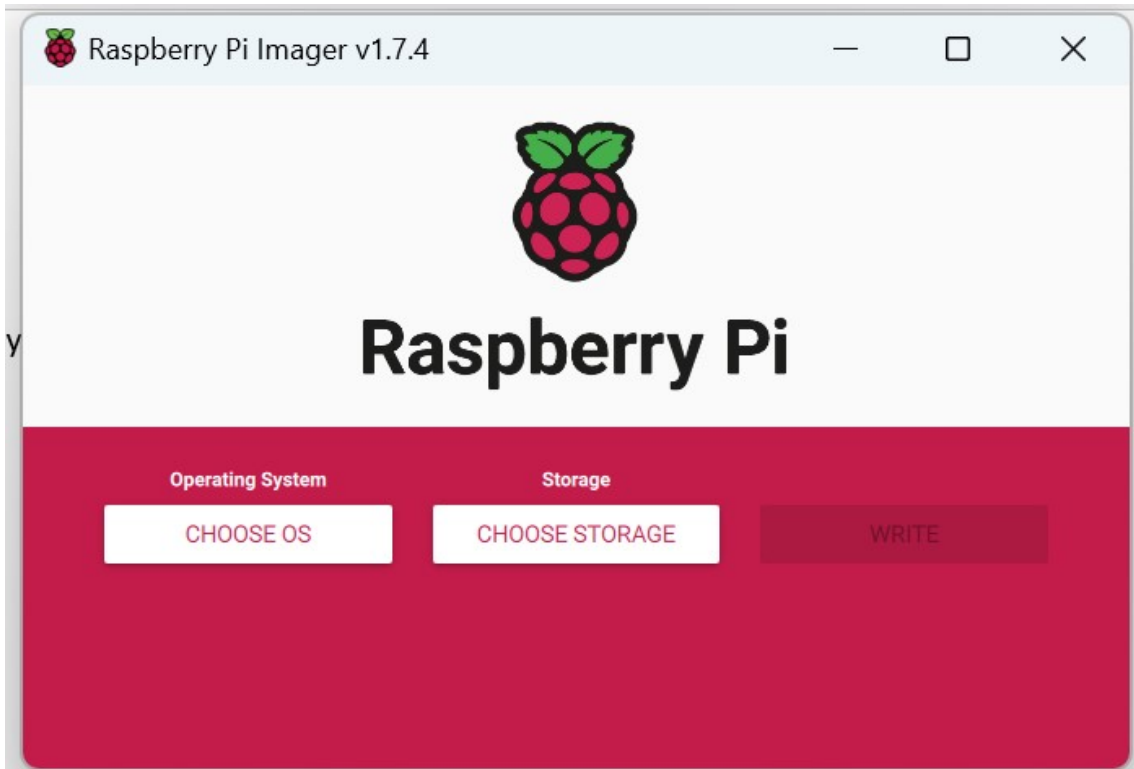 Raspberry Pi Imager v1.7.4
y
Raspberry Pi
Operating System Storage
CHOOSE OS CHOOSE STORAGE WRITE